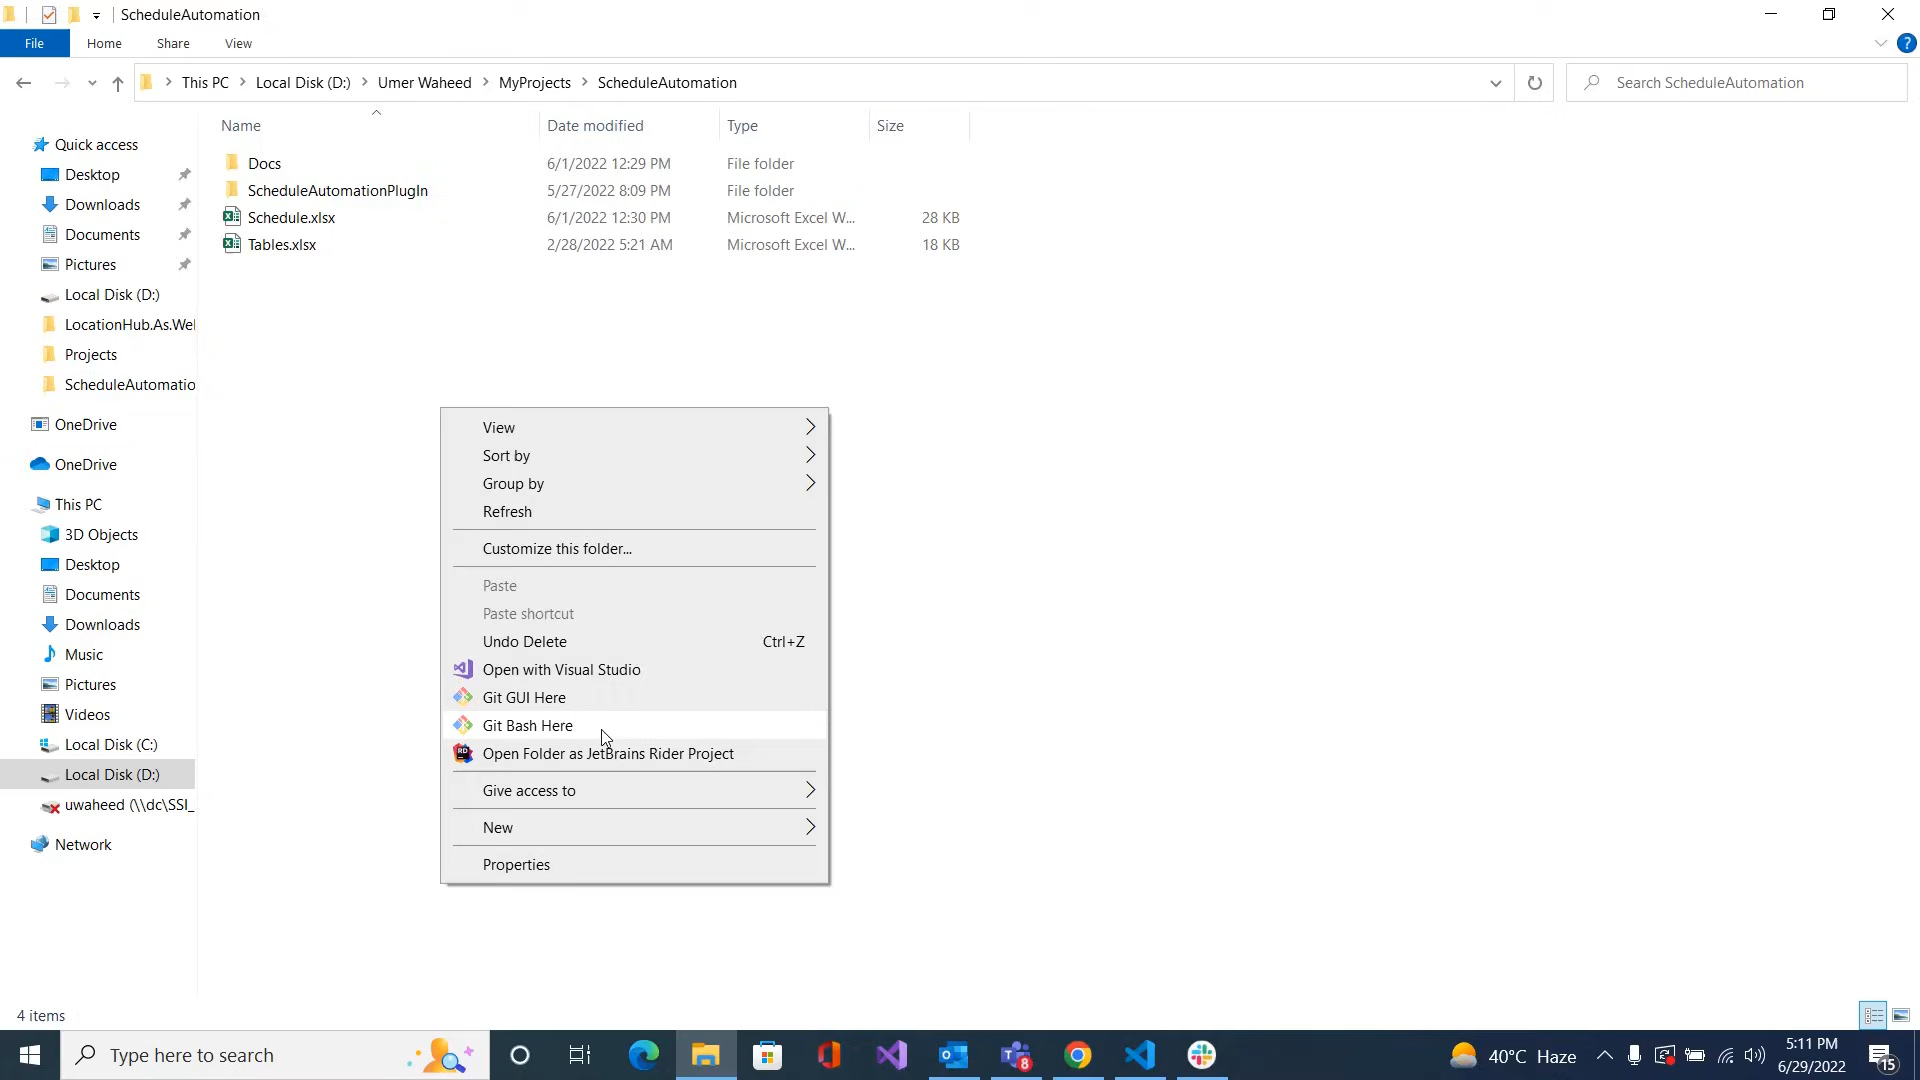 ScheduleAutomation
File Home Share View
This PC Local Disk (D:) Umer Waheed MyProjects ScheduleAutomation
Search ScheduleAutomation
Name Date modified Type Size
Docs 6/1/2022 12:29 PM File folder
ScheduleAutomationPlugIn 5/27/2022 8:09 PM File folder
Schedule.xlsx 6/1/2022 12:30 PM Microsoft Excel W... 28 KB
Tables.xlsx 2/28/2022 5:21 AM Microsoft Excel W... 18 KB
Quick access
Desktop
Downloads
Documents
Pictures
Local Disk (D:)
LocationHub.As.Wel
Projects
ScheduleAutomatio
OneDrive
OneDrive
This PC
3D Objects
Desktop
Documents
Downloads
Music
Pictures
Videos
Local Disk (C:)
Local Disk (D:)
uwaheed (\\dc\SSI_
Network
View
Sort by
Group by
Refresh
Customize this folder...
Paste
Paste shortcut
Undo Delete Ctrl+Z
Open with Visual Studio
Git GUI Here
Git Bash Here
Open Folder as JetBrains Rider Project
Give access to
New
Properties
4 items
Type here to search
8
40°C Haze
5:11 PM
6/29/2022
15